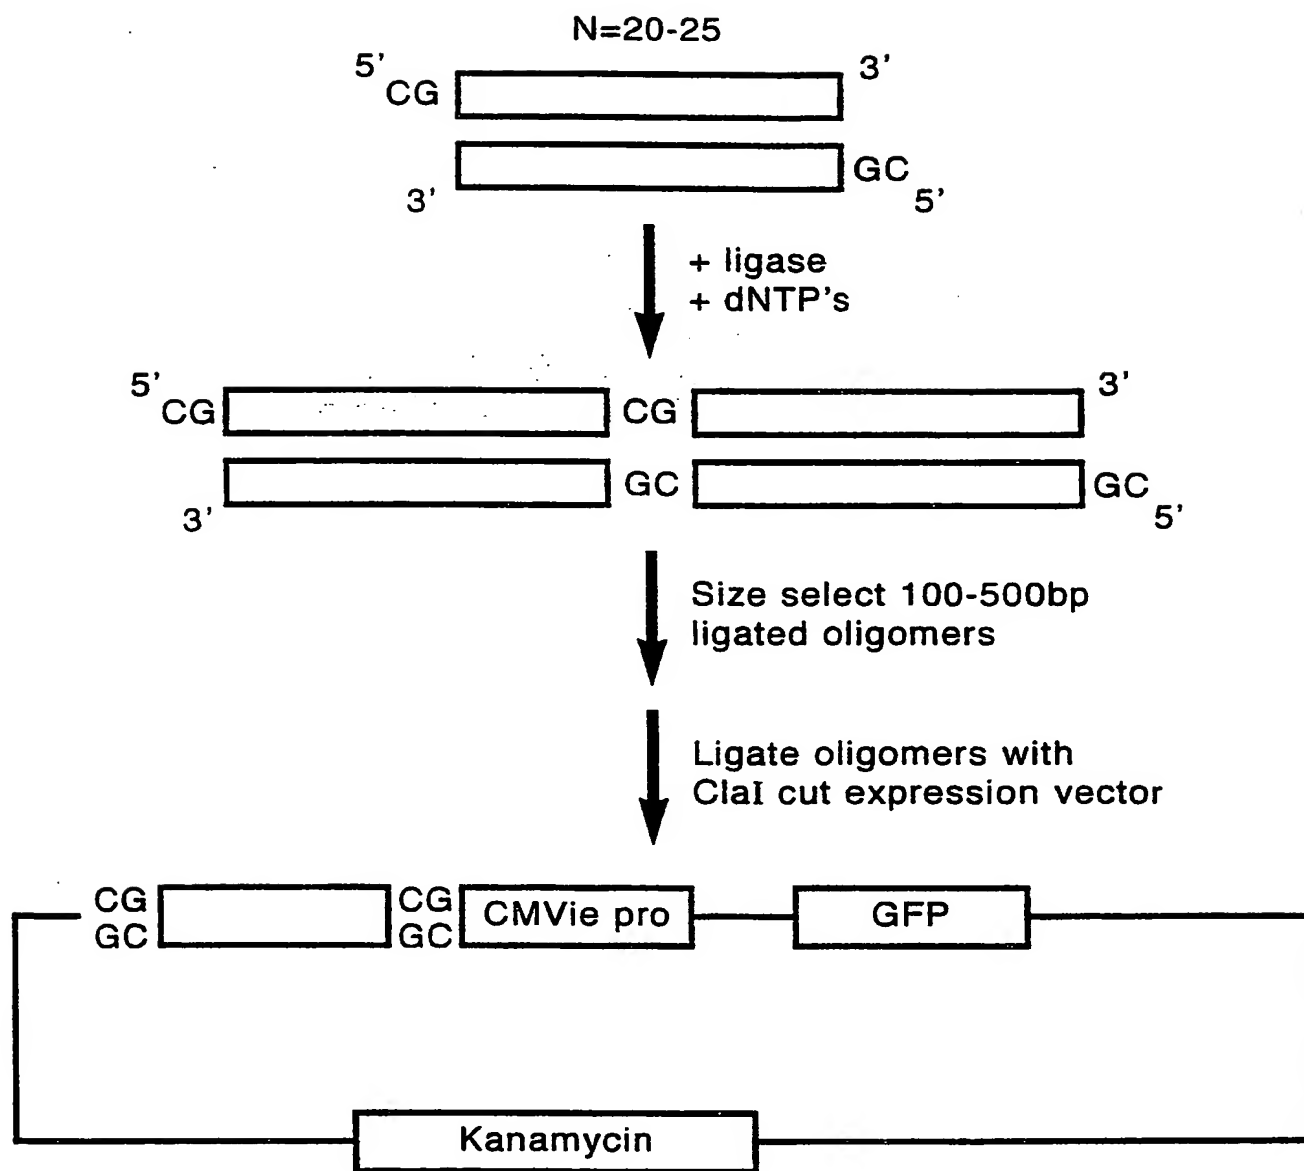 N=20-25
5' 3'
CG
GC
3' 5'
+ ligase
+ dNTP's
5' 3'
CG CG
GC GC
3' 5'
Size select 100-500bp
ligated oligomers
Ligate oligomers with
ClaI cut expression vector
CG CG CMVie pro GFP
GC GC
Kanamycin